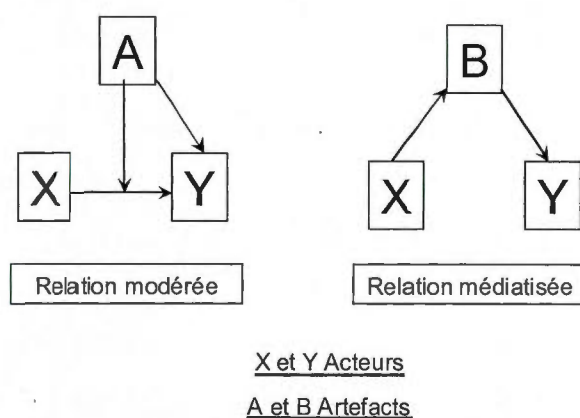 A
B
X
Y
X
Y
Relation modérée
Relation médiatisée
X et Y Acteurs
A et B Artefacts